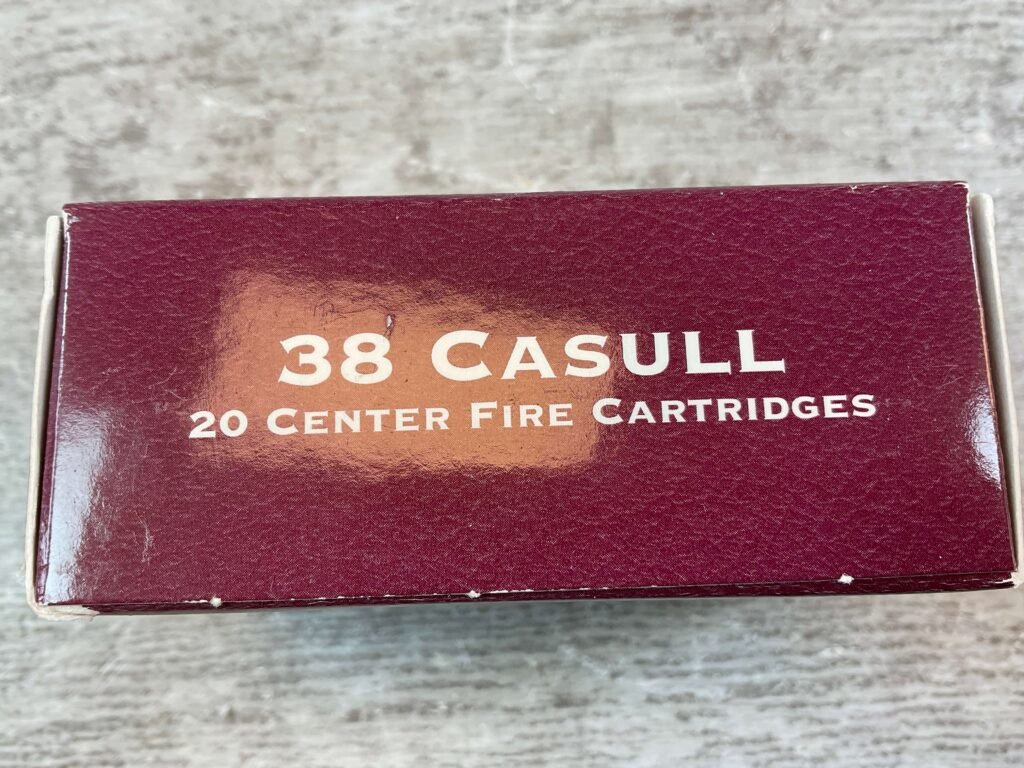 38 CASULL
20 CENTER FIRE CARTRIDGES